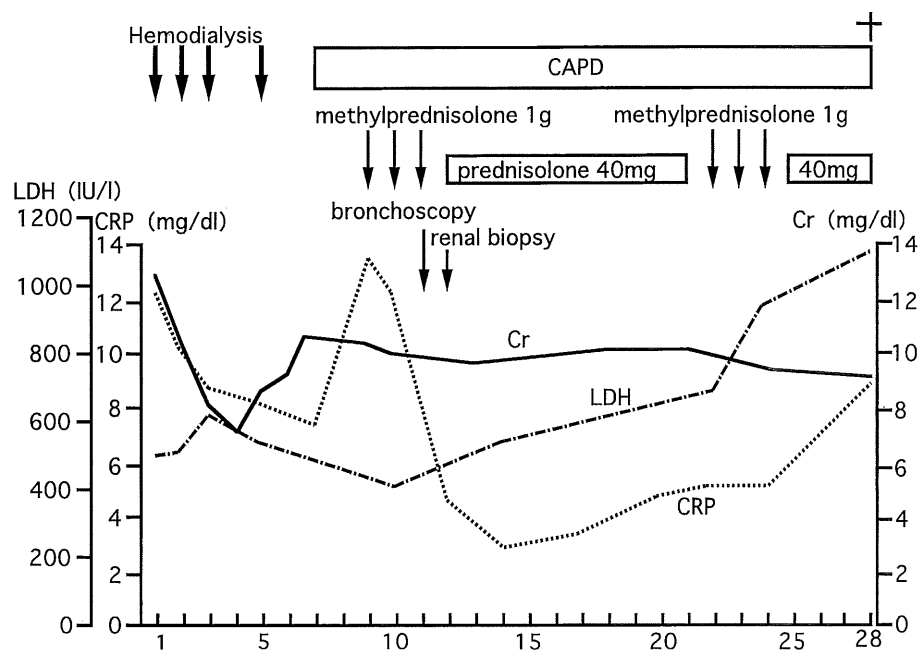 Hemodialysis
CAPD
methylprednisolone 1g
methylprednisolone 1g
prednisolone 40mg
40mg
LDH (IU/l)
bronchoscopy
1200
CRP (mg/dl)
renal biopsy
Cr (mg/dl)
14
14
1000
12
12
Cr
800
10
10
LDH
600
8
8
6
6
400
CRP
4
4
200
2
2
0
0
0
1
5
10
15
20
25
28